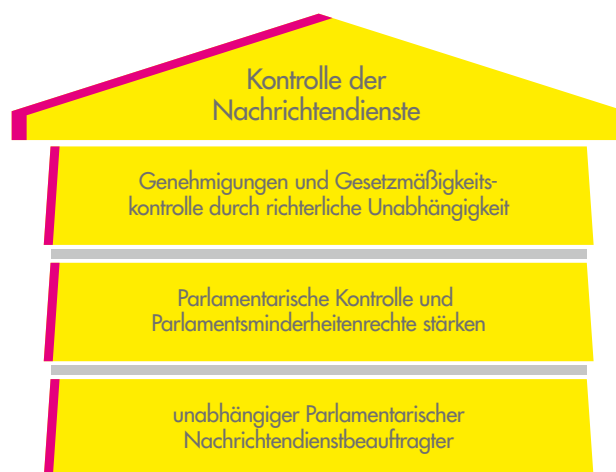 Kontrolle der
Nachrichtendienste
Genehmigungen und Gesetzmäßigkeits-
kontrolle durch richterliche Unabhängigkeit
Parlamentarische Kontrolle und
Parlamentsminderheitenrechte stärken
unabhängiger Parlamentarischer
Nachrichtendienstbeauftragter